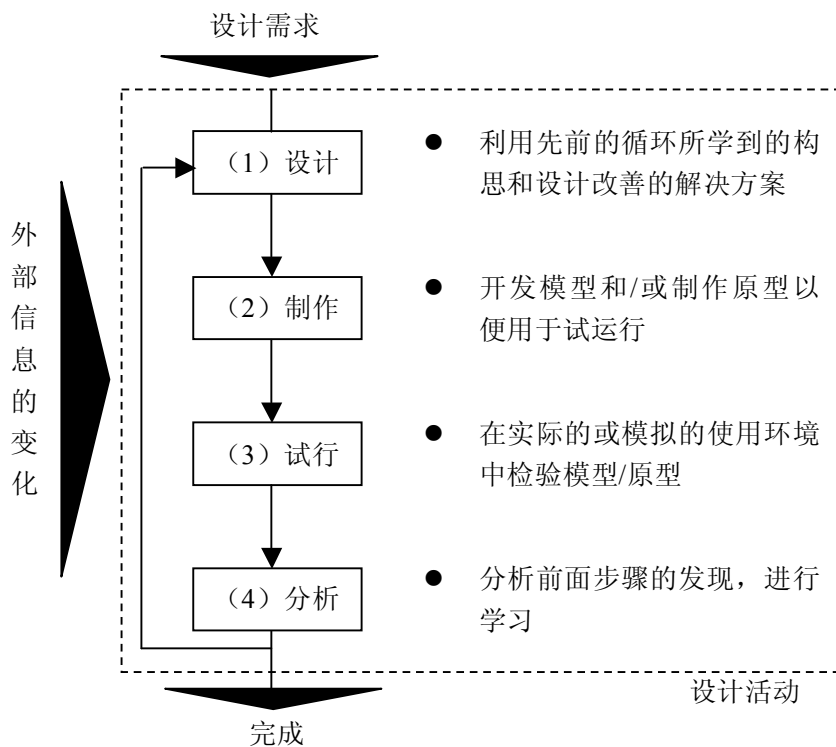 设计需求
（1）设计
● 利用先前的循环所学到的构
思和设计改善的解决方案
外部信息的变化
（2）制作
● 开发模型和/或制作原型以
便用于试运行
（3）试行
● 在实际的或模拟的使用环境
中检验模型/原型
（4）分析
● 分析前面步骤的发现，进行
学习
设计活动
完成